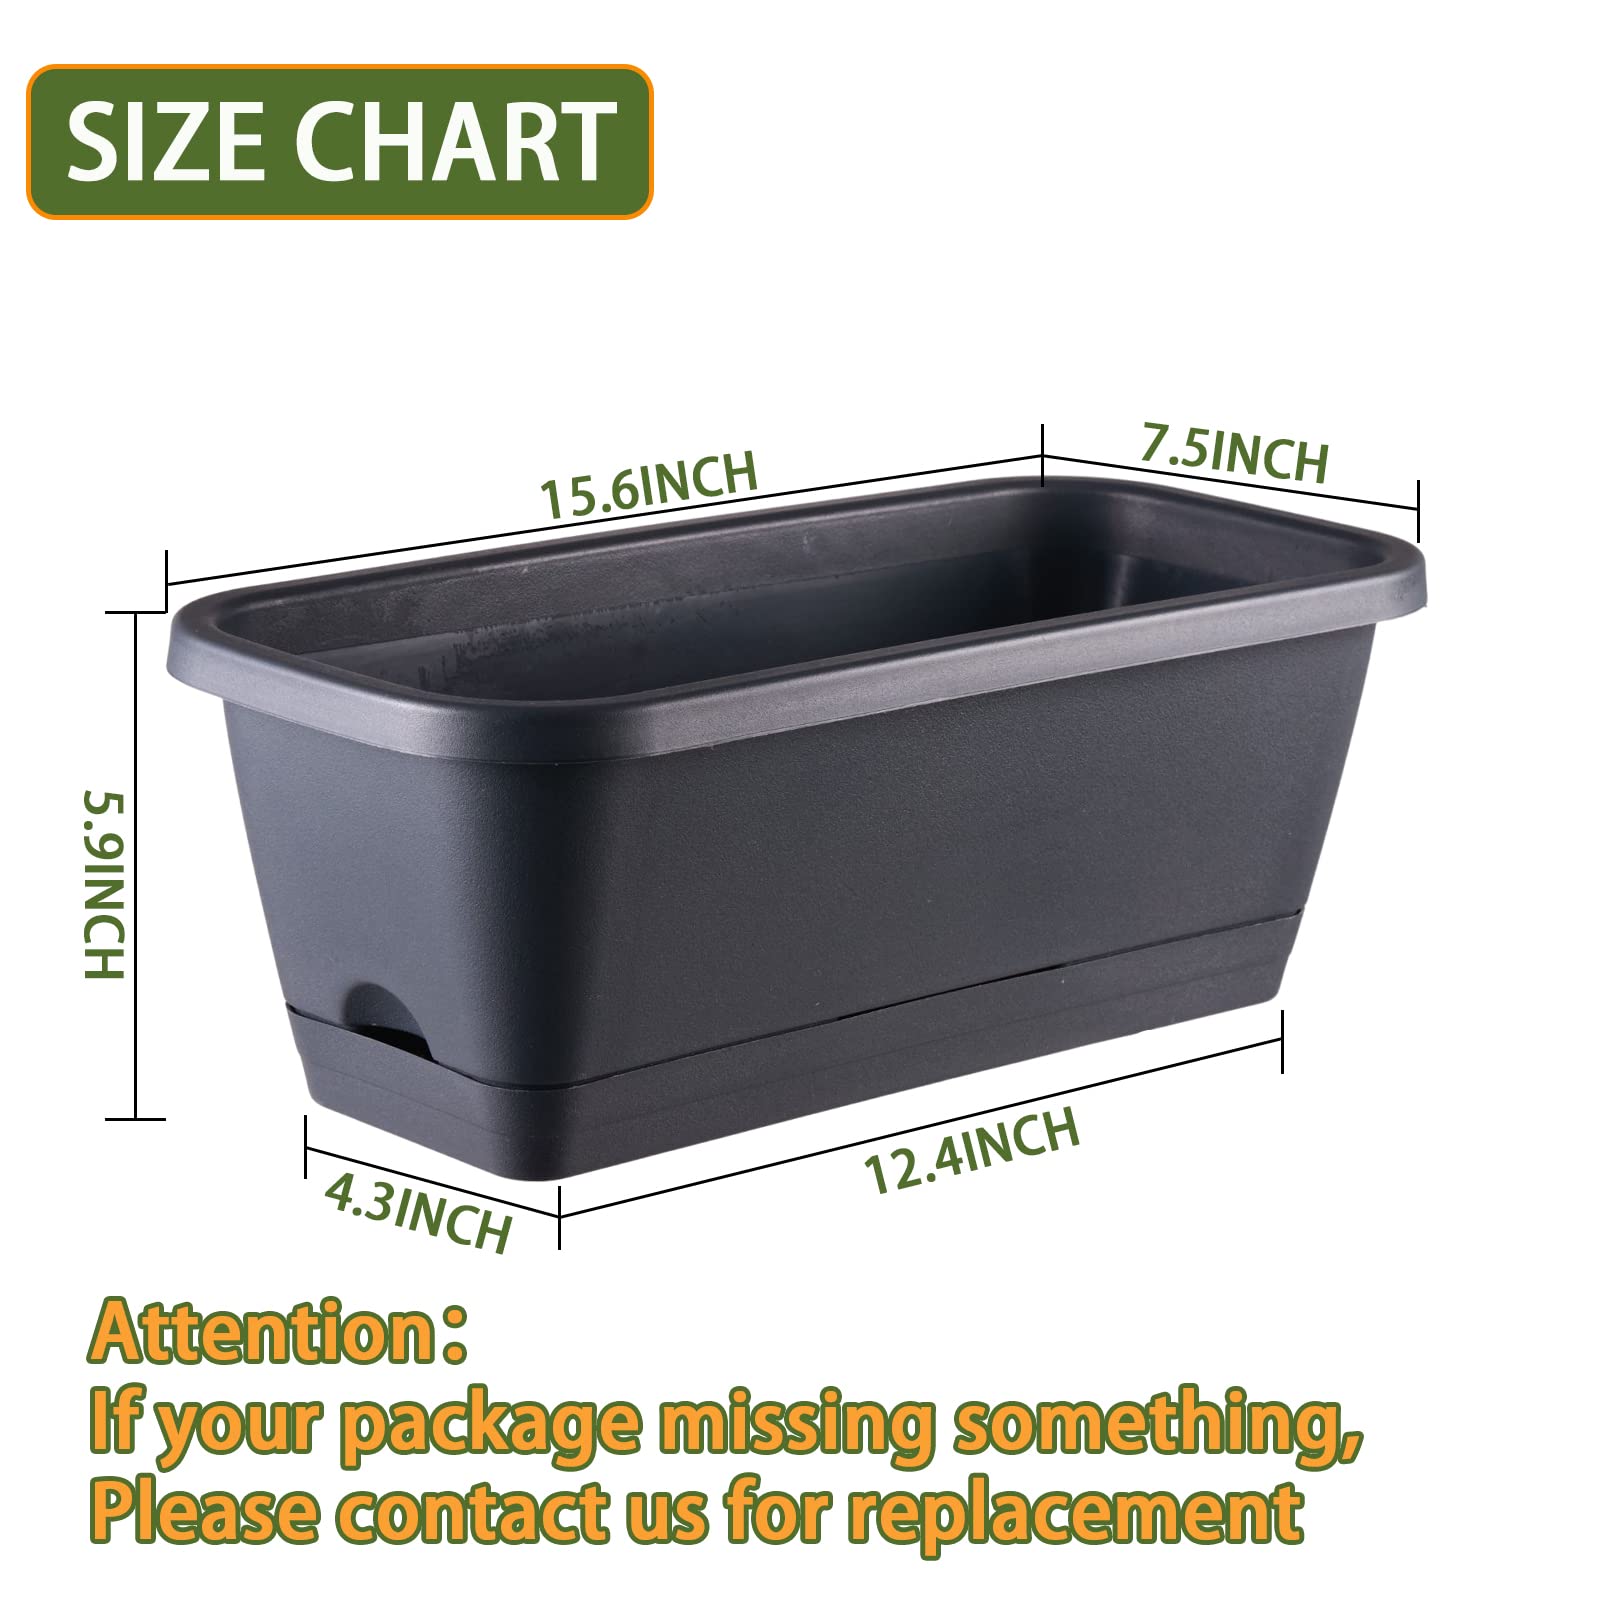 SIZE CHART
15.6INCH
7.5INCH
5.9INCH
4.3INCH
12.4INCH
Attention:
If your package missing something,
Please contact us for replacement